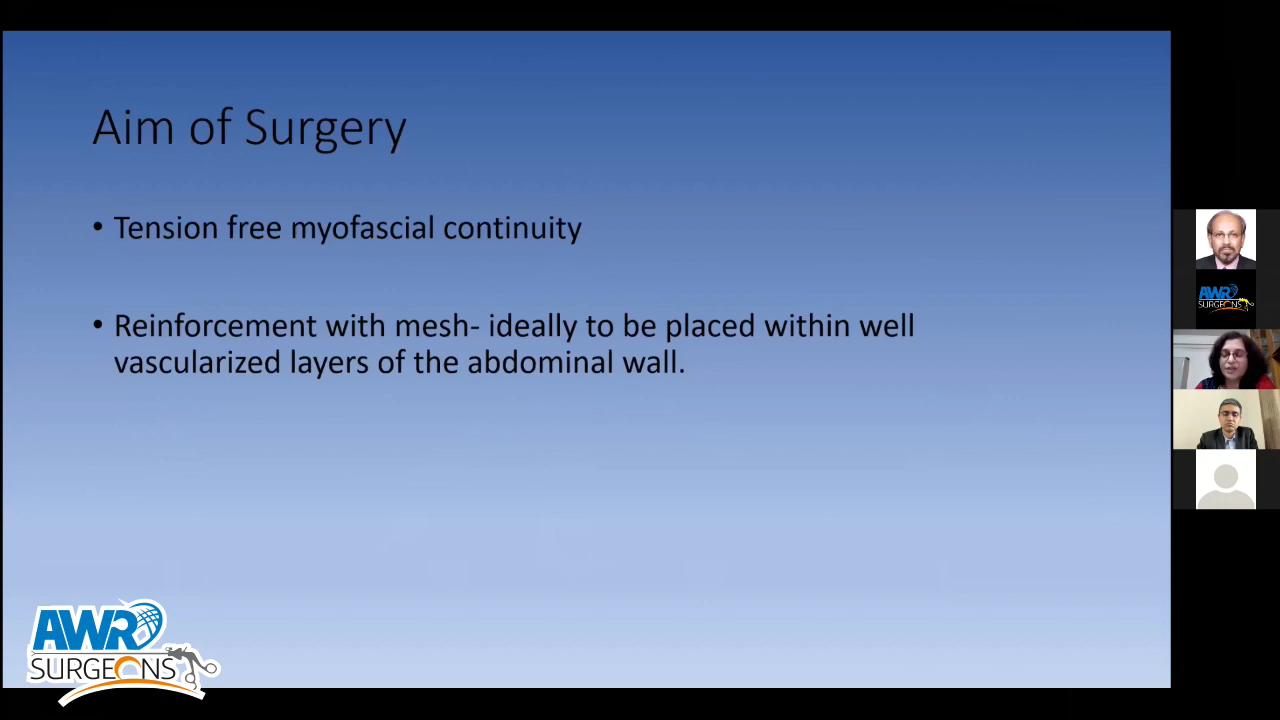 Aim of Surgery
• Tension free myofascial continuity
• Reinforcement with mesh- ideally to be placed within well
vascularized layers of the abdominal wall.
AWR
SURGEONS
AWR
SURGEONS